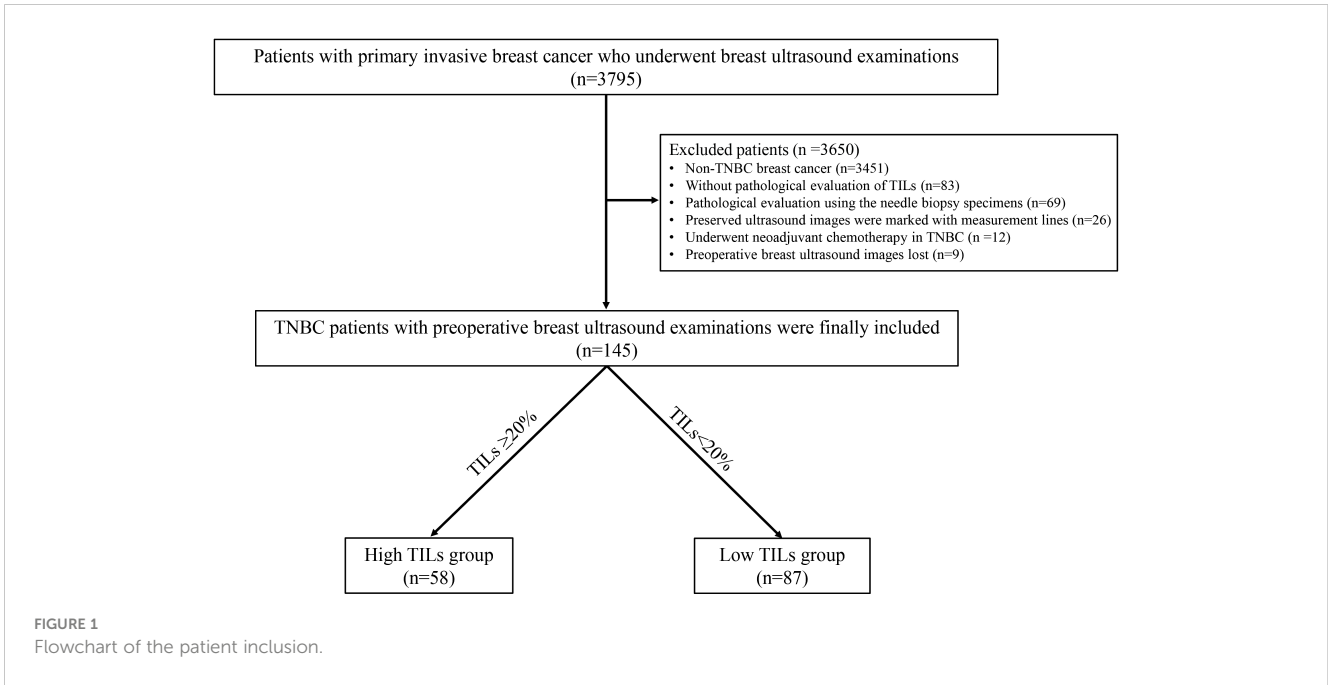 Patients with primary invasive breast cancer who underwent breast ultrasound examinations
(n=3795)
Excluded patients (n =3650)
• Non-TNBC breast cancer (n=3451)
• Without pathological evaluation of TILs (n=83)
• Pathological evaluation using the needle biopsy specimens (n=69)
• Preserved ultrasound images were marked with measurement lines (n=26)
• Underwent neoadjuvant chemotherapy in TNBC (n =12)
• Preoperative breast ultrasound images lost (n=9)
TNBC patients with preoperative breast ultrasound examinations were finally included
(n=145)
TILs ≥20%
TILs<20%
High TILs group
(n=58)
Low TILs group
(n=87)
FIGURE 1
Flowchart of the patient inclusion.